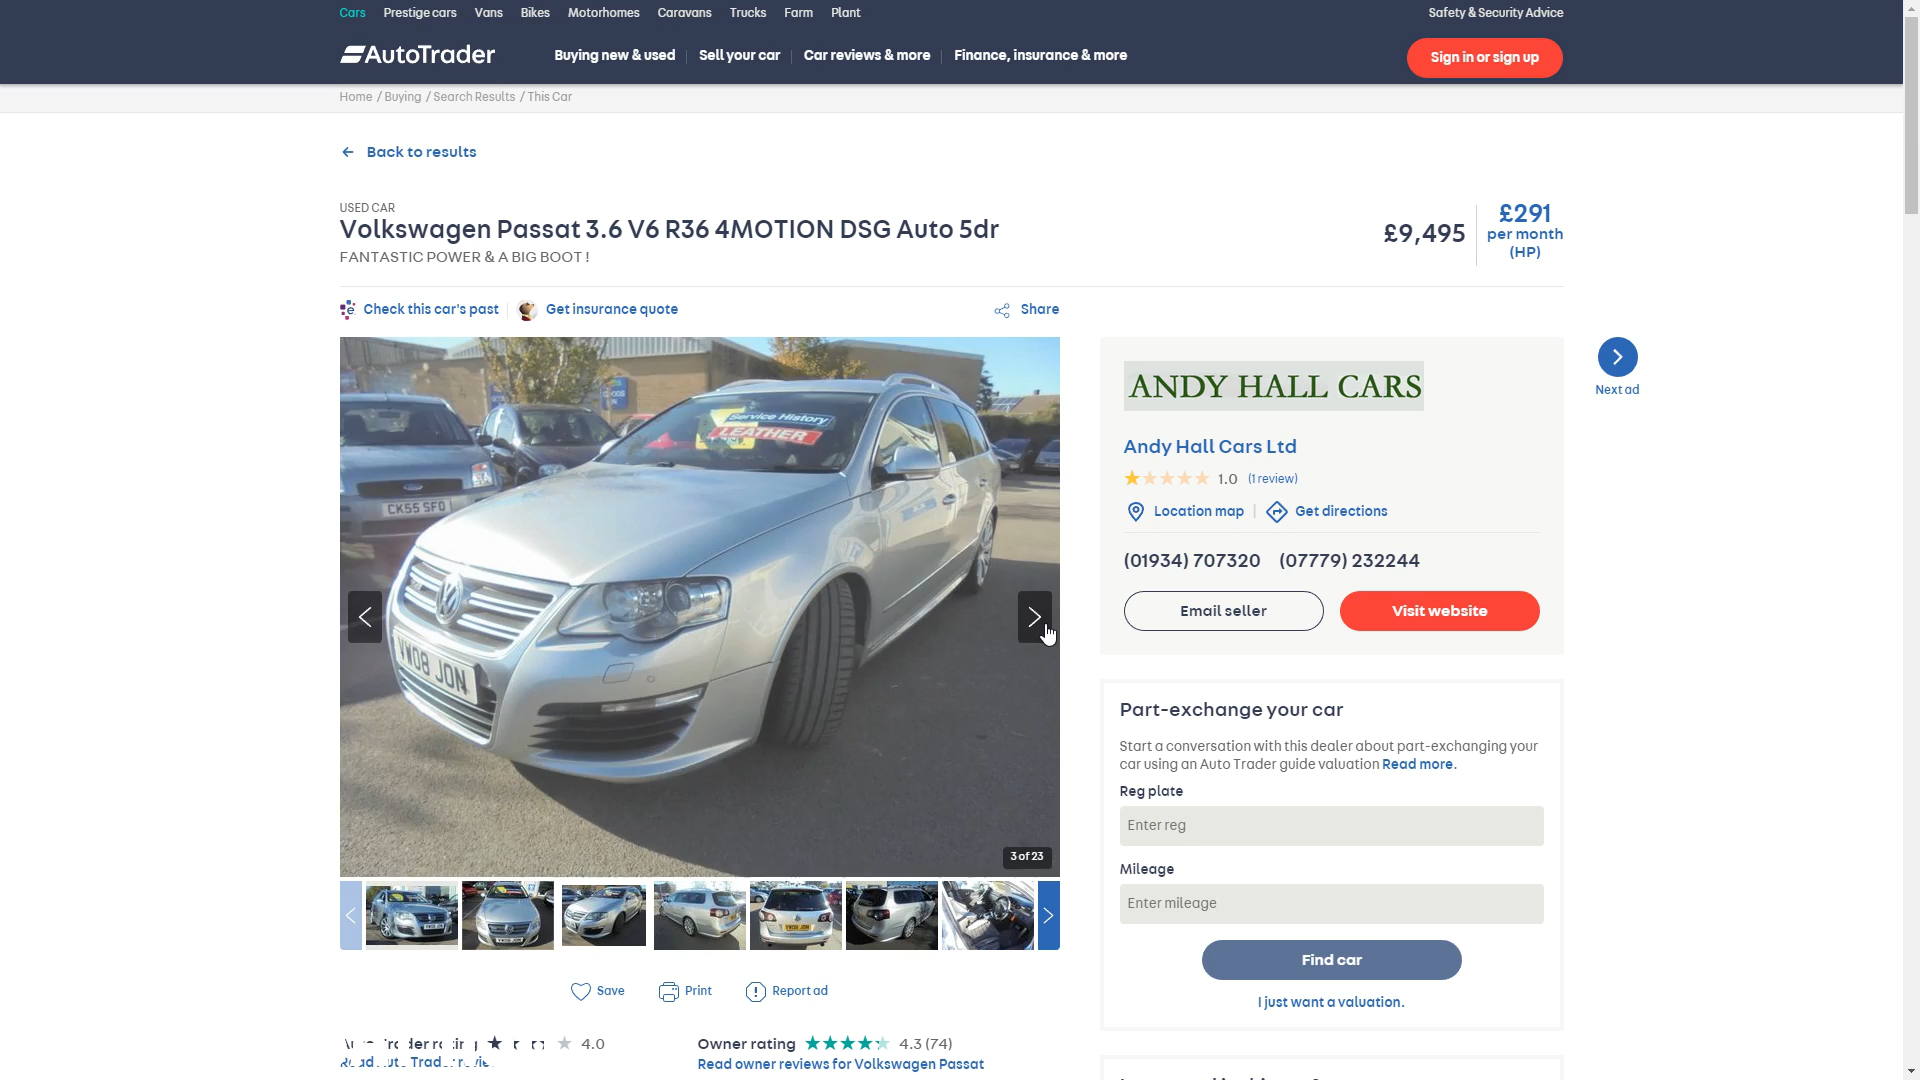 Cars Prestige cars Vans Bikes Motorhomes Caravans Trucks Farm Plant Safety & Security Advice
AutoTrader Buying new & used Sell your car Car reviews & more Finance, insurance & more Sign in or sign up
Home / Buying / Search Results / This Car
Back to results
USED CAR
Volkswagen Passat 3.6 V6 R36 4MOTION DSG Auto 5dr
FANTASTIC POWER & A BIG BOOT !
£9,495
£291
per month
(HP)
Check this car's past Get insurance quote Share
Service History
LEATHER
CK55 SFO
VW08 JON
3 of 23
ANDY HALL CARS
Next ad
Andy Hall Cars Ltd
1.0 (1 review)
Location map Get directions
(01934) 707320 (07779) 232244
Email seller Visit website
Part-exchange your car
Start a conversation with this dealer about part-exchanging your
car using an Auto Trader guide valuation Read more.
Reg plate
Enter reg
Mileage
Enter mileage
Find car
I just want a valuation.
Save Print Report ad
4.0
Owner rating 4.3 (74)
Read owner reviews for Volkswagen Passat